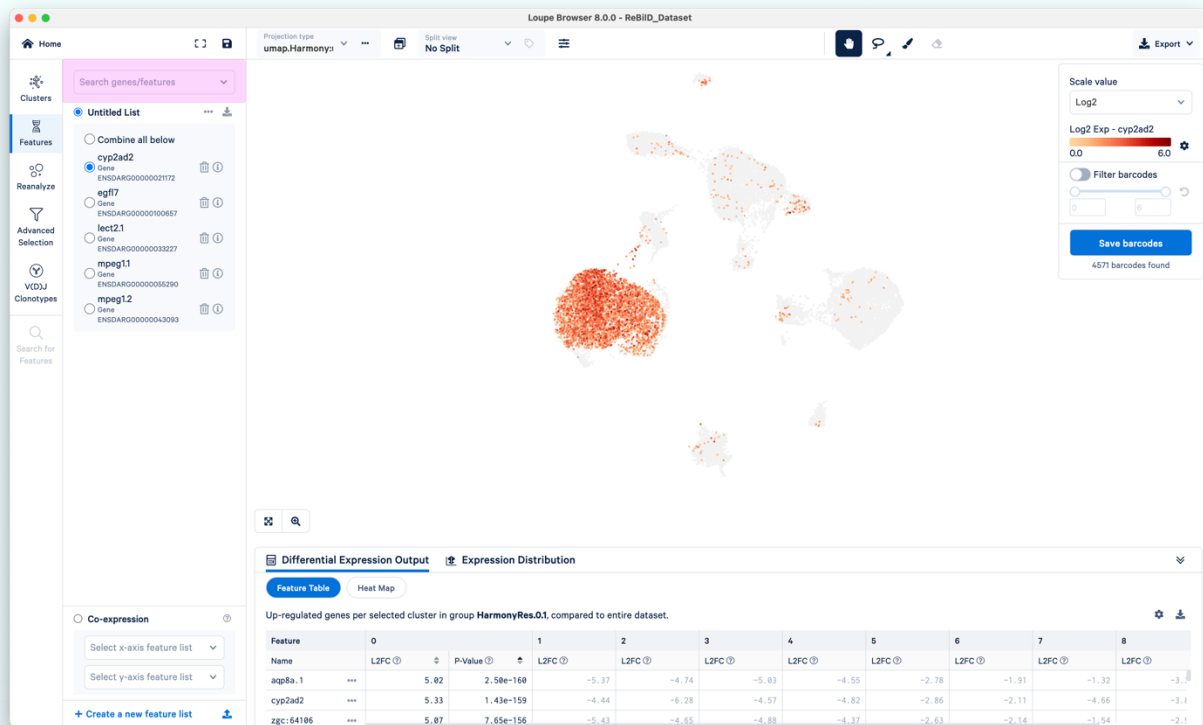 Loupe Browser 8.0.0 - ReBilD_Dataset
Home
Projection type
umap.Harmony:
Split view
No Split
Export
Clusters
Features
Reanalyze
Advanced
Selection
V(D)J
Clonotypes
Search for
Features
Search genes/features
Untitled List
Combine all below
cyp2ad2
Gene
ENSDARG00000021172
egfl7
Gene
ENSDARG00000100657
lect2.1
Gene
ENSDARG00000033227
mpeg1.1
Gene
ENSDARG00000055290
mpeg1.2
Gene
ENSDARG00000043093
Co-expression
Select x-axis feature list
Select y-axis feature list
+ Create a new feature list
Scale value
Log2
Log2 Exp - cyp2ad2
0.0 6.0
Filter barcodes
0 6
Save barcodes
4571 barcodes found
Differential Expression Output Expression Distribution
Feature Table Heat Map
Up-regulated genes per selected cluster in group HarmonyRes.0.1, compared to entire dataset.
Feature 0 1 2 3 4 5 6 7 8
Name L2FC P-Value L2FC L2FC L2FC L2FC L2FC L2FC L2FC L2FC
aqp8a.1 5.02 2.50e-160 -5.37 -4.74 -5.03 -4.55 -2.78 -1.91 -1.32
cyp2ad2 5.33 1.43e-159 -4.44 -6.28 -4.57 -4.82 -2.86 -2.11 -4.66
zgc:64106 5.07 7.65e-156 -5.43 -4.65 -4.88 -4.37 -2.63 -2.14 -1.54